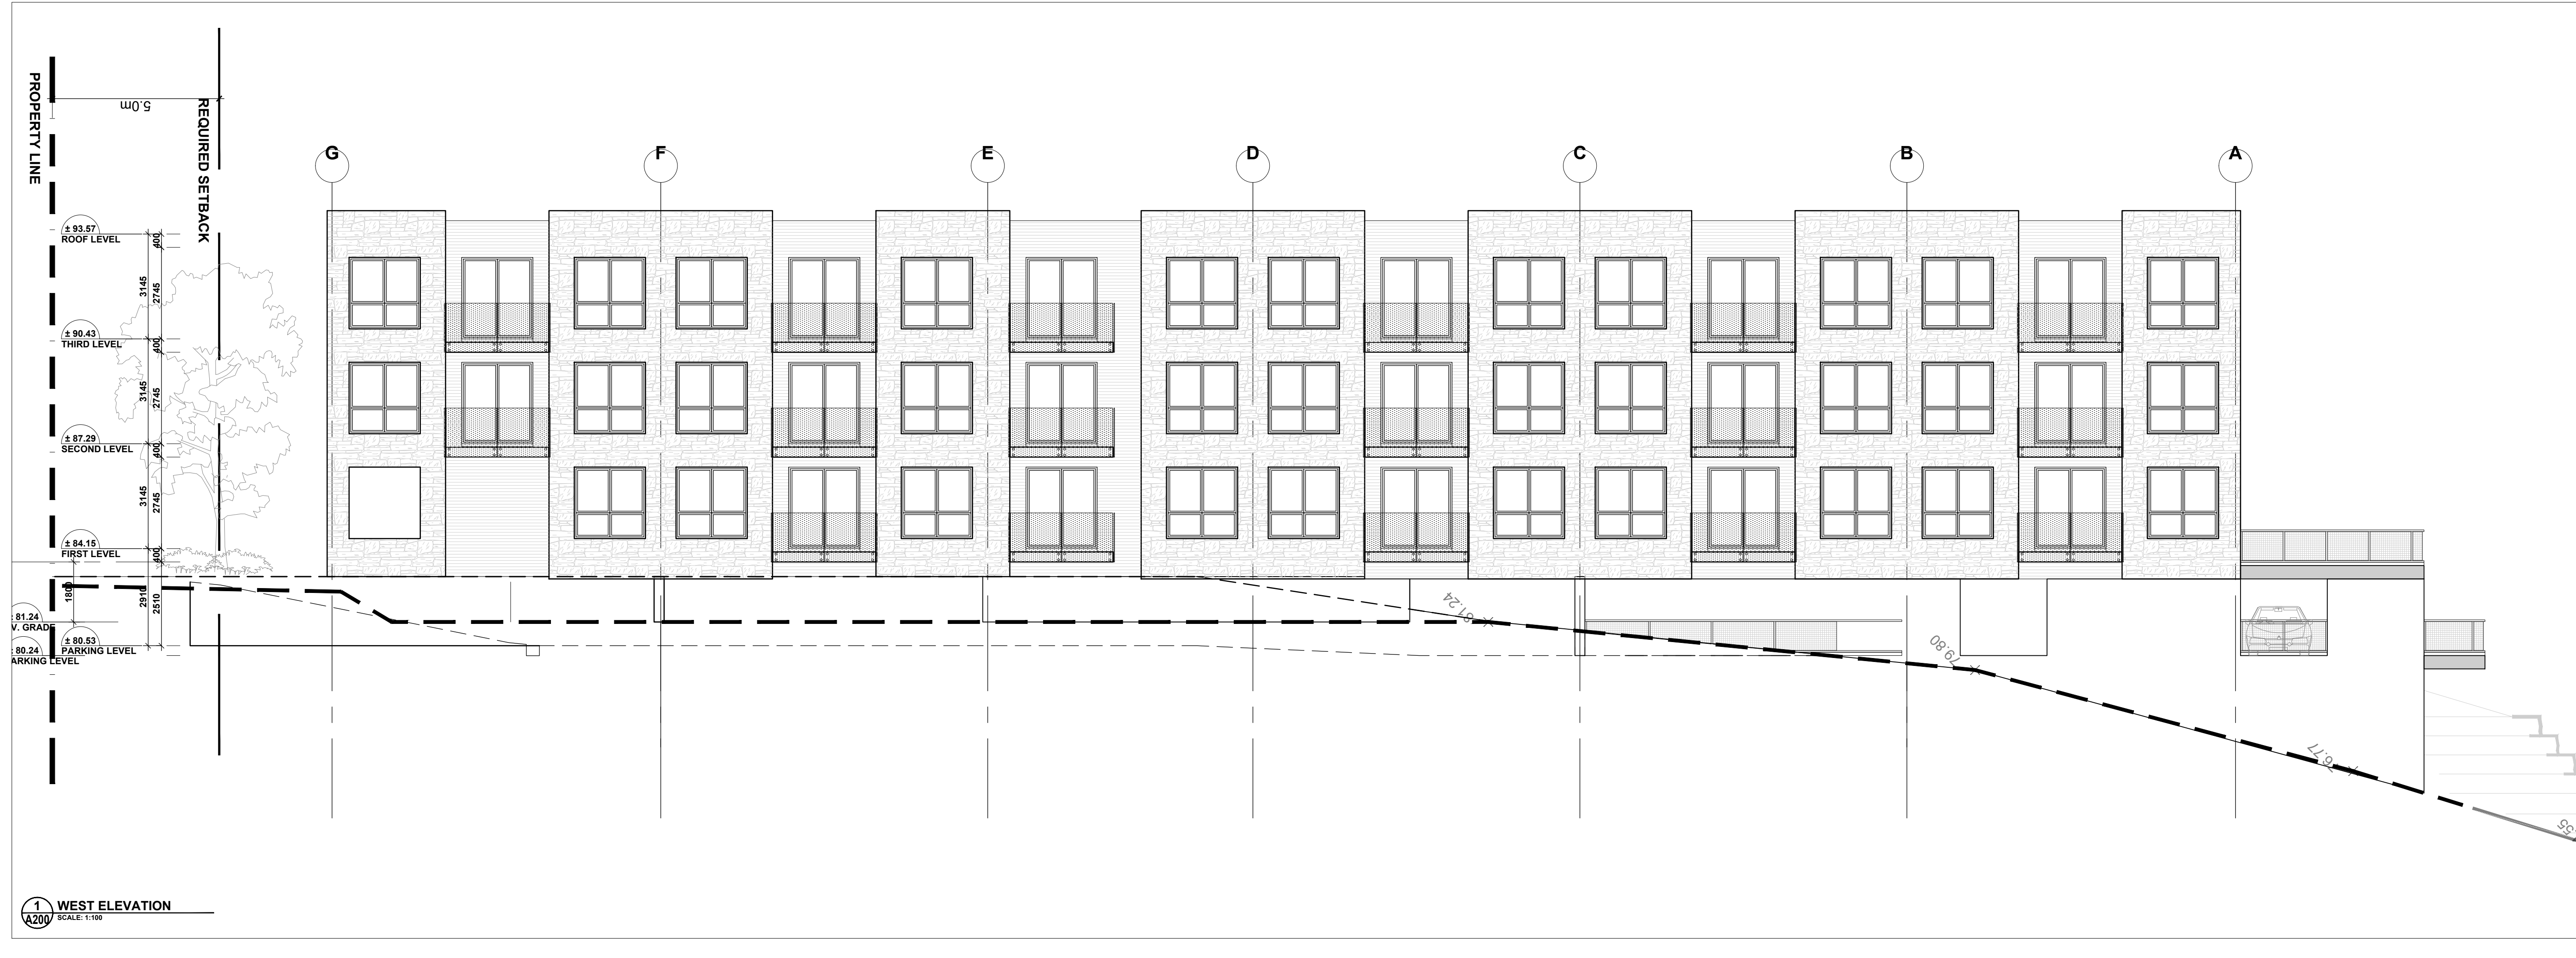 PROPERTY LINE
5.0m
REQUIRED SETBACK
G
F
E
D
C
B
A
± 93.57
ROOF LEVEL
400
3145
2745
± 90.43
THIRD LEVEL
400
3145
2745
± 87.29
SECOND LEVEL
400
3145
2745
± 84.15
FIRST LEVEL
400
1800
2910
2510
81.24
V. GRADE
± 80.53
PARKING LEVEL
80.24
ARKING LEVEL
81.24
79.80
76.77
.55
1
A200
WEST ELEVATION
SCALE: 1:100